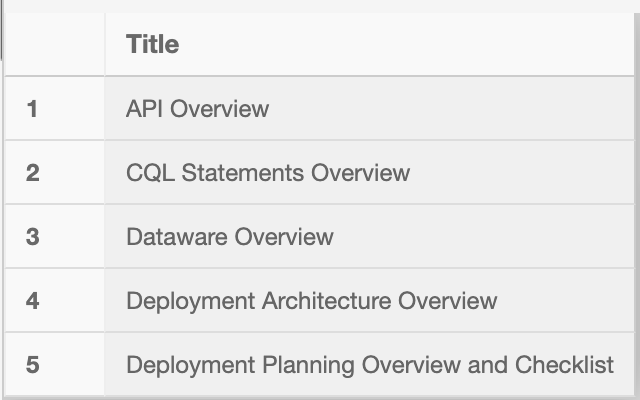 Title
1 API Overview
2 CQL Statements Overview
3 Dataware Overview
4 Deployment Architecture Overview
5 Deployment Planning Overview and Checklist